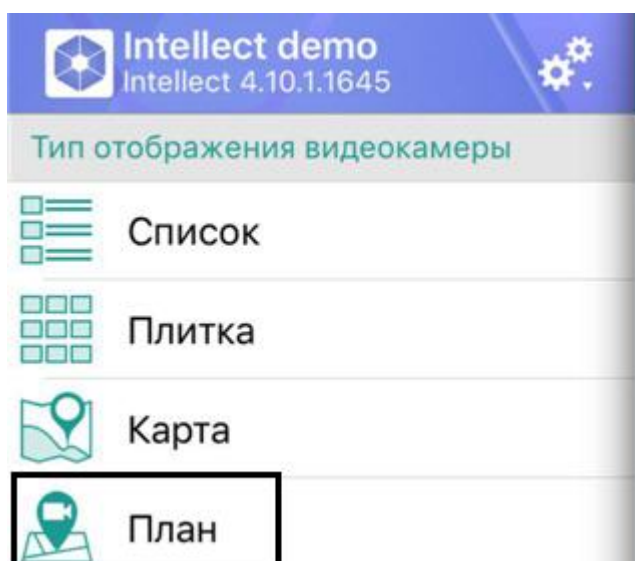 Intellect demo
Intellect 4.10.1.1645
Тип отображения видеокамеры
Список
Плитка
Карта
План